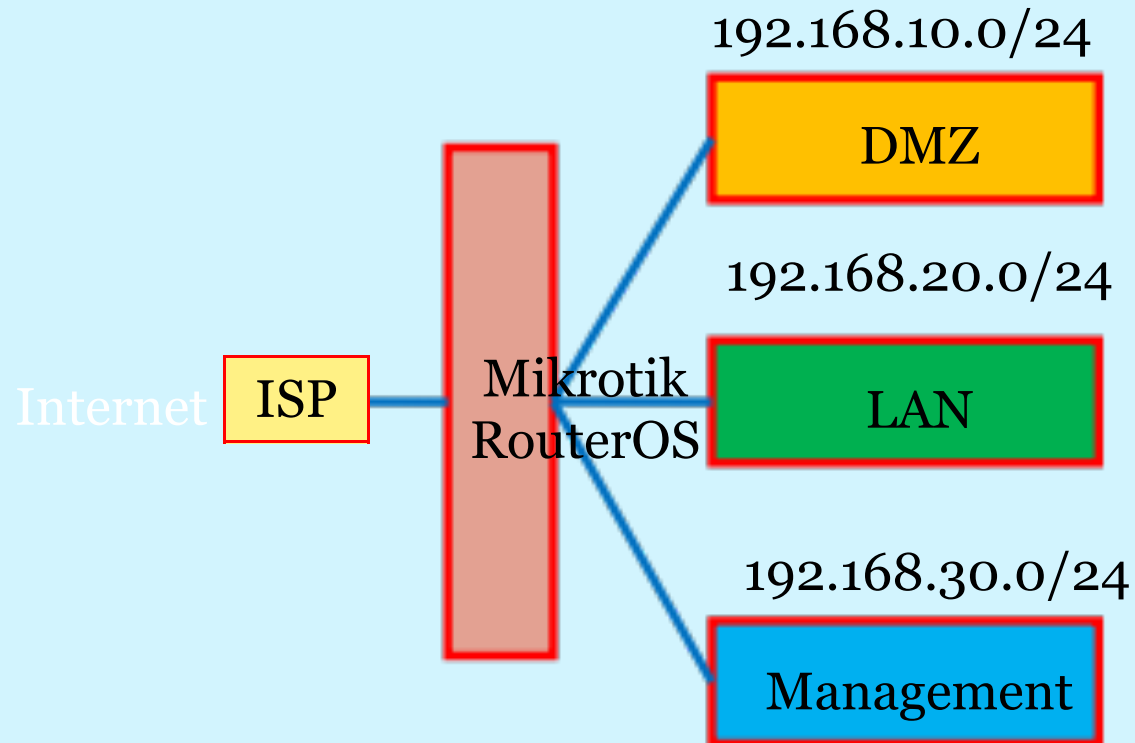 192.168.10.0/24
DMZ
192.168.20.0/24
Internet
ISP
Mikrotik
RouterOS
LAN
192.168.30.0/24
Management